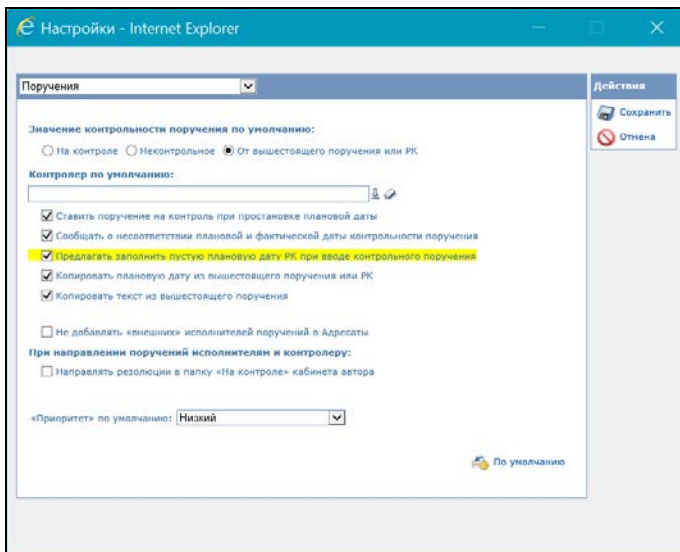 Настройки - Internet Explorer
Поручения
Действия
Сохранить
Отмена
Значение контрольности поручения по умолчанию:
На контроле Неконтрольное От вышестоящего поручения или РК
Контролер по умолчанию:
Ставить поручение на контроль при простановке плановой даты
Сообщать о несоответствии плановой и фактической даты контрольности поручения
Предлагать заполнить пустую плановую дату РК при вводе контрольного поручения
Копировать плановую дату из вышестоящего поручения или РК
Копировать текст из вышестоящего поручения
Не добавлять «внешних» исполнителей поручений в Адресаты
При направлении поручений исполнителям и контролеру:
Направлять резолюции в папку «На контроле» кабинета автора
«Приоритет» по умолчанию: Низкий
По умолчанию